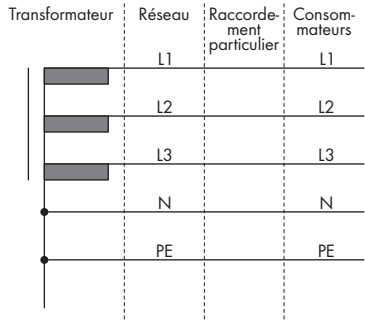 Transformateur
Réseau
Raccorde-
ment
particulier
Consom-
mateurs
L1
L1
L2
L2
L3
L3
N
N
PE
PE